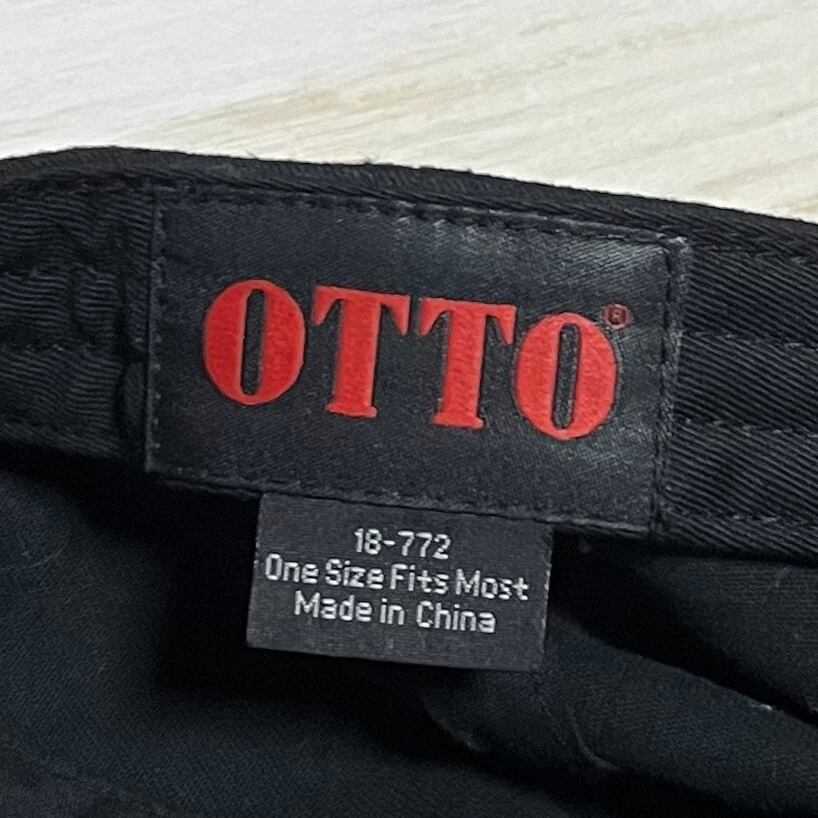 OTTO®
18-772
One Size Fits Most
Made in China